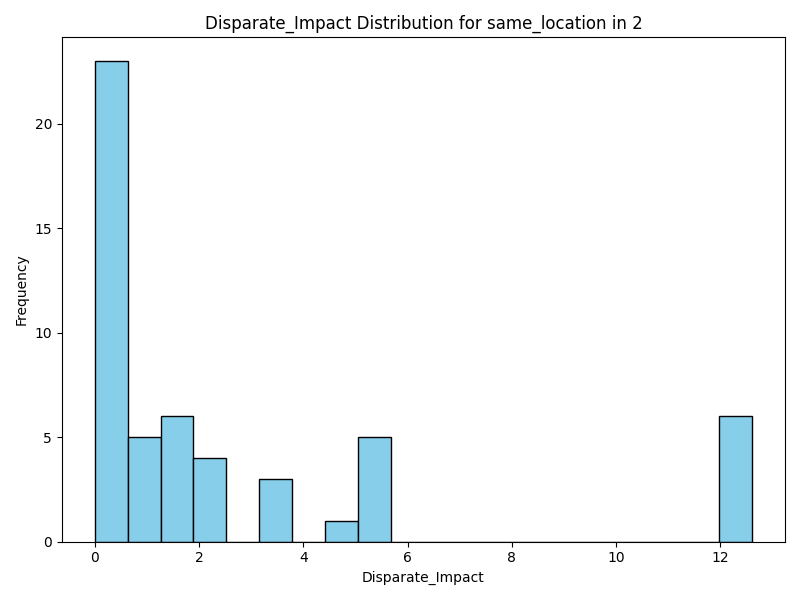 Disparate_Impact Distribution for same_location in 2
Frequency
20
15
10
5
0
0 2 4 6 8 10 12
Disparate_Impact